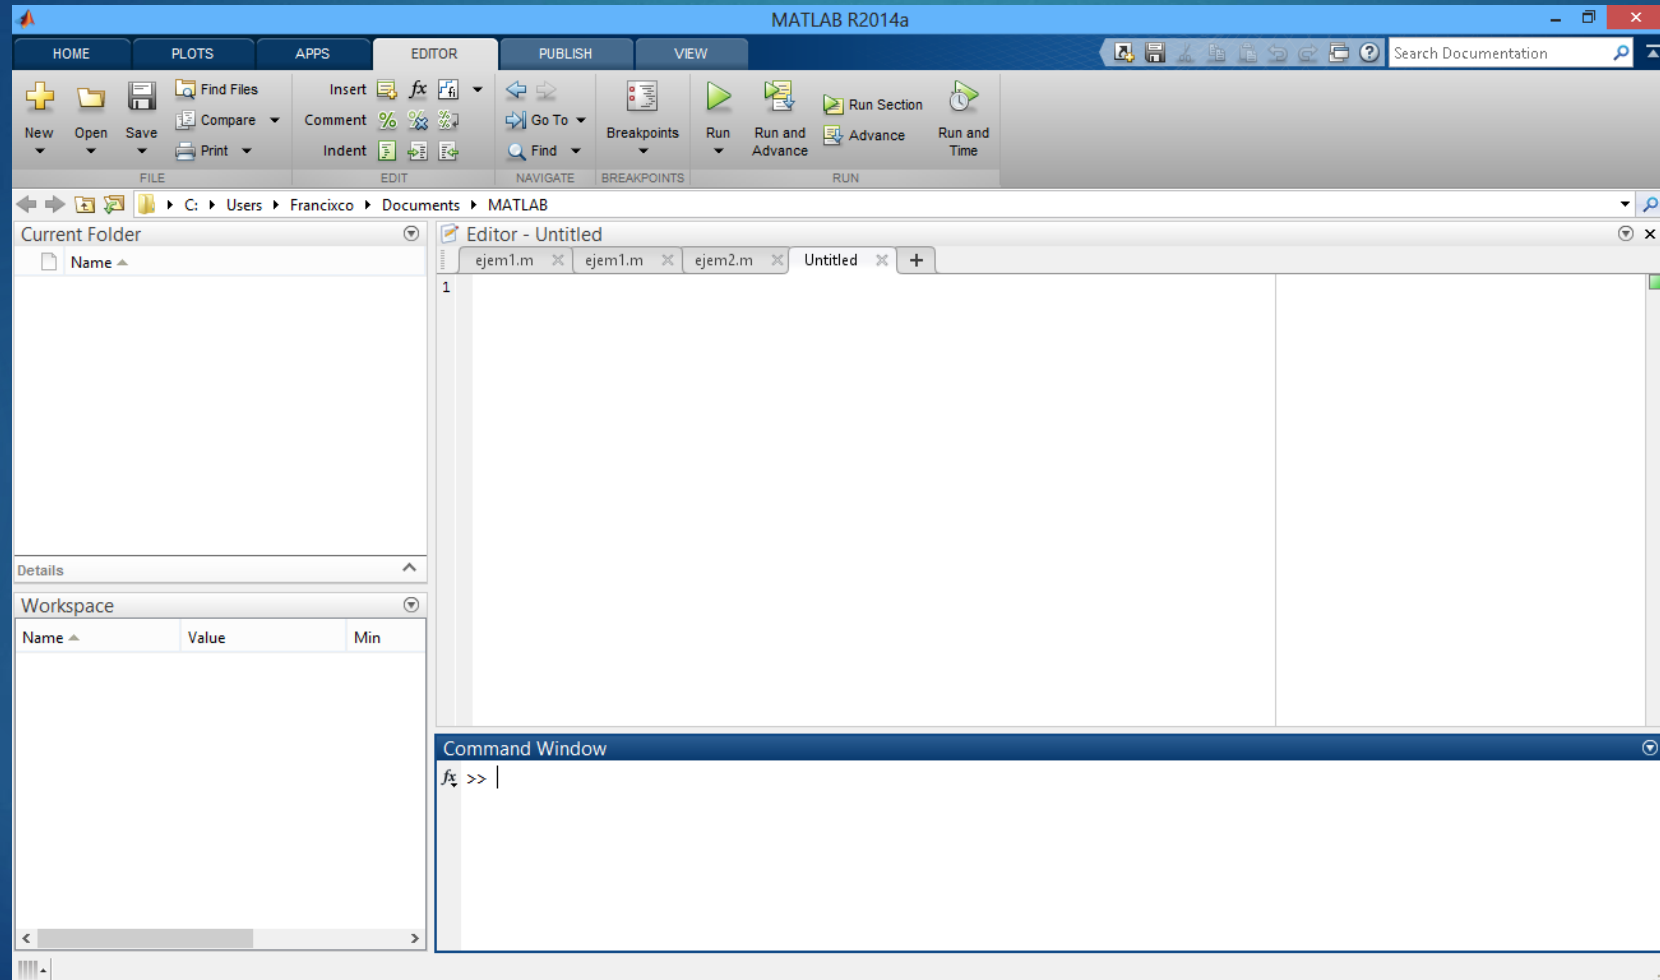 MATLAB R2014a
HOME PLOTS APPS EDITOR PUBLISH VIEW Search Documentation
New Open Save
Find Files
Compare
Print
FILE
Insert fx fi
Comment % % %
Indent
EDIT
Go To
Find
NAVIGATE
Breakpoints
BREAKPOINTS
Run
Run and
Advance
Run Section
Advance
Run and
Time
RUN
C: Users Francixco Documents MATLAB
Current Folder
Name
Details
Workspace
Name Value Min
Editor - Untitled
ejem1.m ejem1.m ejem2.m Untitled +
1
Command Window
fx >>